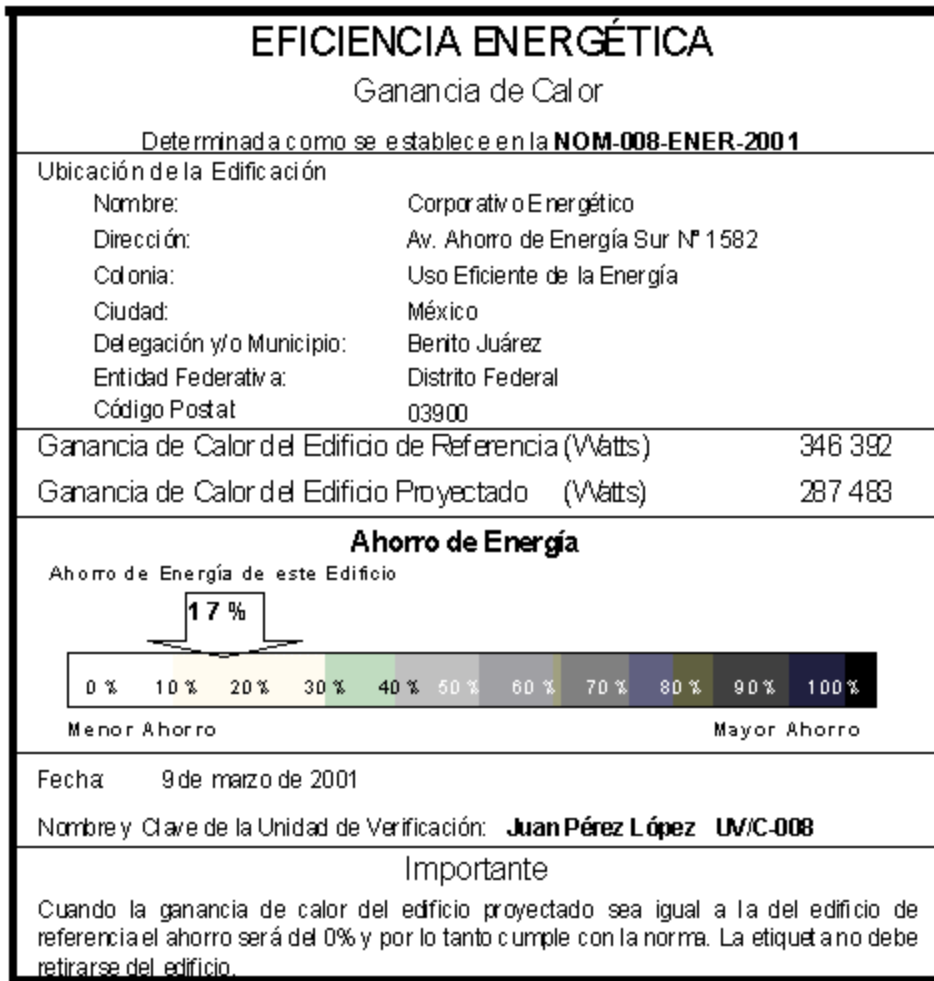 EFICIENCIA ENERGÉTICA
Ganancia de Calor
Determinada como se establece en la NOM-008-ENER-2001
Ubicación de la Edificación
Nombre: Corporativo Energético
Dirección: Av. Ahorro de Energía Sur Nº 1582
Colonia: Uso Eficiente de la Energía
Ciudad: México
Delegación y/o Municipio: Benito Juárez
Entidad Federativa: Distrito Federal
Código Postal: 03900
Ganancia de Calor del Edificio de Referencia (Watts) 346 392
Ganancia de Calor del Edificio Proyectado (Watts) 287 483
Ahorro de Energía
Ahorro de Energía de este Edificio
17 %
0 % 10 % 20 % 30 % 40 % 50 % 60 % 70 % 80 % 90 % 100 %
Menor Ahorro Mayor Ahorro
Fecha: 9 de marzo de 2001
Nombre y Clave de la Unidad de Verificación: Juan Pérez López UV/C-008
Importante
Cuando la ganancia de calor del edificio proyectado sea igual a la del edificio de
referencia el ahorro será del 0% y por lo tanto cumple con la norma. La etiqueta no debe
retirarse del edificio.